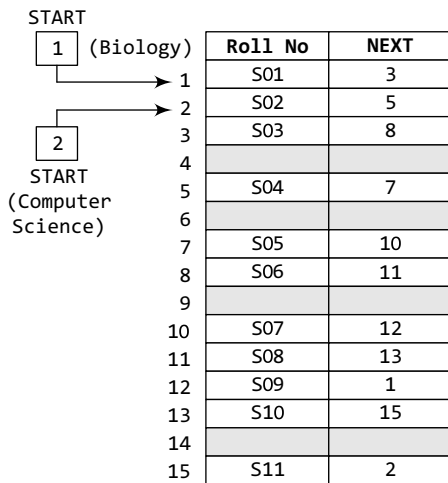 START
1 (Biology)
Roll No NEXT
1 S01 3
2 S02 5
3 S03 8
4
5 S04 7
6
7 S05 10
8 S06 11
9
10 S07 12
11 S08 13
12 S09 1
13 S10 15
14
15 S11 2
2
START
(Computer
Science)